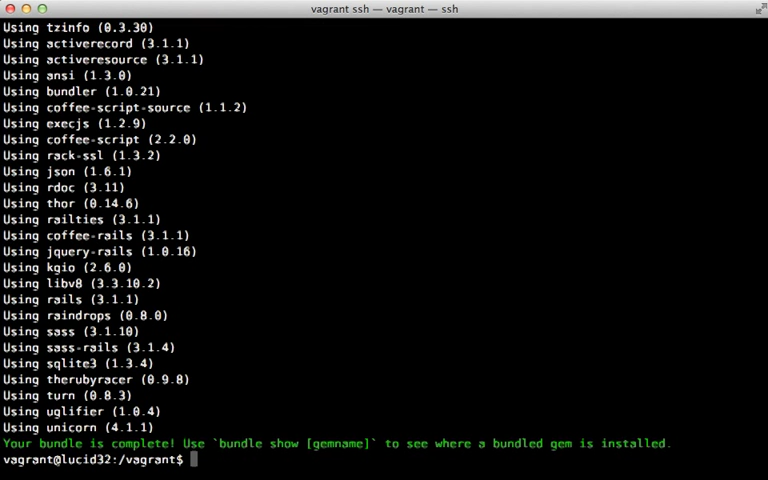 vagrant ssh — vagrant — ssh
Using tzinfo (0.3.30)
Using activerecord (3.1.1)
Using activeresource (3.1.1)
Using ansi (1.3.0)
Using bundler (1.0.21)
Using coffee-script-source (1.1.2)
Using execjs (1.2.9)
Using coffee-script (2.2.0)
Using rack-ssl (1.3.2)
Using json (1.6.1)
Using rdoc (3.11)
Using thor (0.14.6)
Using railties (3.1.1)
Using coffee-rails (3.1.1)
Using jquery-rails (1.0.16)
Using kgio (2.6.0)
Using libv8 (3.3.10.2)
Using rails (3.1.1)
Using raindrops (0.8.0)
Using sass (3.1.10)
Using sass-rails (3.1.4)
Using sqlite3 (1.3.4)
Using therubyracer (0.9.8)
Using turn (0.8.3)
Using uglifier (1.0.4)
Using unicorn (4.1.1)
Your bundle is complete! Use `bundle show [gemname]` to see where a bundled gem is installed.
vagrant@lucid32:/vagrant$